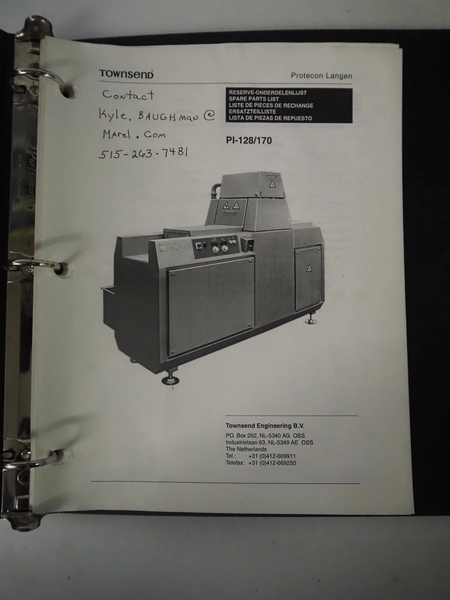 TOWNSEND
Protecon Langen
Contact
Kyle. BAUGHMAN @
Marel. Com
515-263-7481
RESERVE-ONDERDELENLIJST
SPARE PARTS LIST
LISTE DE PIECES DE RECHANGE
ERSATZTEILLISTE
LISTA DE PIEZAS DE REPUESTO
PI-128/170
Townsend Engineering B.V.
PO. Box 292, NL-5340 AG OSS
Industrielaan 63, NL-5349 AE OSS
The Netherlands
Tel.: +31 (0)412-669911
Telefax: +31 (0)412-669250